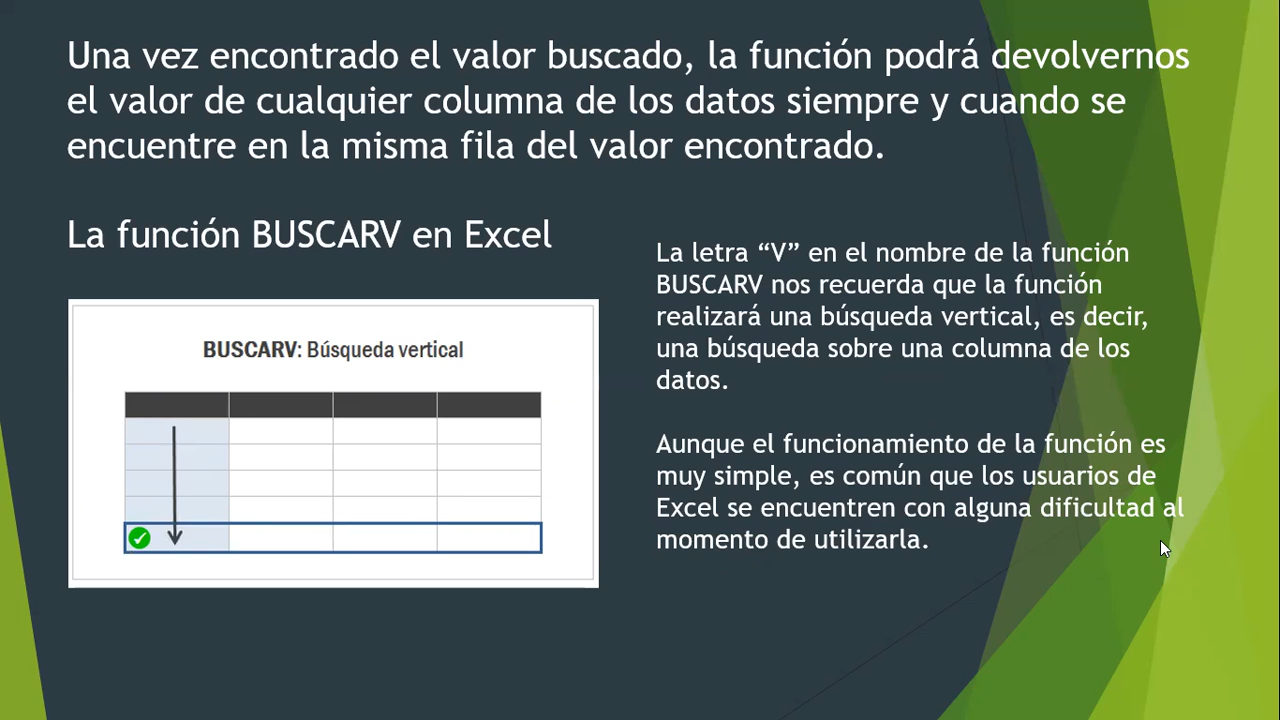 Una vez encontrado el valor buscado, la función podrá devolvernos
el valor de cualquier columna de los datos siempre y cuando se
encuentre en la misma fila del valor encontrado.
La función BUSCARV en Excel
BUSCARV: Búsqueda vertical
La letra “V” en el nombre de la función
BUSCARV nos recuerda que la función
realizará una búsqueda vertical, es decir,
una búsqueda sobre una columna de los
datos.
Aunque el funcionamiento de la función es
muy simple, es común que los usuarios de
Excel se encuentren con alguna dificultad al
momento de utilizarla.